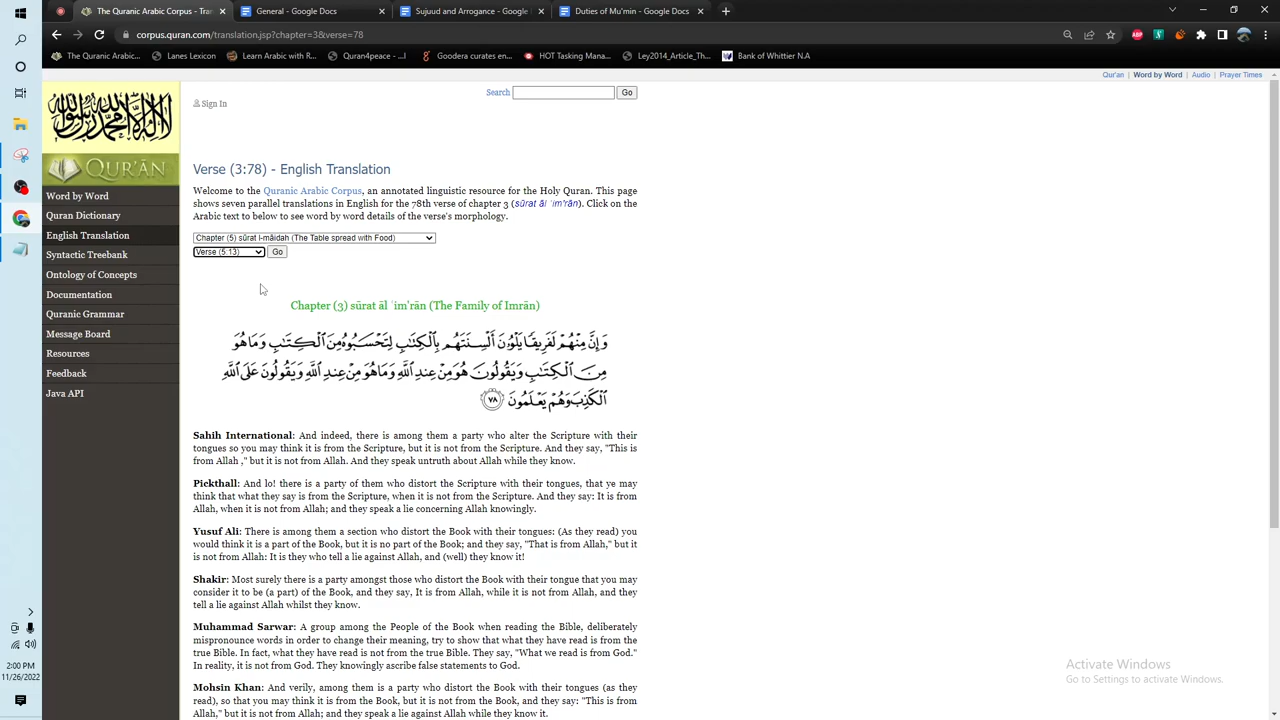 The Quranic Arabic Corpus - Tran
General - Google Docs
Sujud and Arrogance - Google
Duties of Mu'min - Google Docs
corpus.quran.com/translation.jsp?chapter=3&verse=78
The Quranic Arabic...
Lanes Lexicon
Learn Arabic with R...
Quran4peace - ...l
Goodera curates en...
HOT Tasking Mana...
Ley2014_Article_Th...
Bank of Whittier N.A
Qur'an | Word by Word | Audio | Prayer Times
Search
Go
Sign In
لا إله إلا الله محمد رسول الله
QUR'ĀN
Word by Word
Quran Dictionary
English Translation
Syntactic Treebank
Ontology of Concepts
Documentation
Quranic Grammar
Message Board
Resources
Feedback
Java API
Verse (3:78) - English Translation
Welcome to the Quranic Arabic Corpus, an annotated linguistic resource for the Holy Quran. This page
shows seven parallel translations in English for the 78th verse of chapter 3 (sūrat āl ʿim'rān). Click on the
Arabic text to below to see word by word details of the verse's morphology.
Chapter (5) sūrat l-māidah (The Table spread with Food)
Verse (5:13)
Go
Chapter (3) sūrat āl ʿim'rān (The Family of Imrān)
وَإِنَّ مِنْهُمْ لَفَرِيقًا يَلْوُۥنَ أَلْسِنَتَهُم بِٱلْكِتَٰبِ لِتَحْسَبُوهُ مِنَ ٱلْكِتَٰبِ وَمَا هُوَ
مِنَ ٱلْكِتَٰبِ وَيَقُولُونَ هُوَ مِنْ عِندِ ٱللَّهِ وَمَا هُوَ مِنْ عِندِ ٱللَّهِ وَيَقُولُونَ عَلَى ٱللَّهِ
ٱلْكَذِبَ وَهُمْ يَعْلَمُونَ ٧٨
Sahih International: And indeed, there is among them a party who alter the Scripture with their
tongues so you may think it is from the Scripture, but it is not from the Scripture. And they say, "This is
from Allah ," but it is not from Allah. And they speak untruth about Allah while they know.
Pickthall: And lo! there is a party of them who distort the Scripture with their tongues, that ye may
think that what they say is from the Scripture, when it is not from the Scripture. And they say: It is from
Allah, when it is not from Allah; and they speak a lie concerning Allah knowingly.
Yusuf Ali: There is among them a section who distort the Book with their tongues: (As they read) you
would think it is a part of the Book, but it is no part of the Book; and they say, "That is from Allah," but it
is not from Allah: It is they who tell a lie against Allah, and (well) they know it!
Shakir: Most surely there is a party amongst those who distort the Book with their tongue that you may
consider it to be (a part) of the Book, and they say, It is from Allah, while it is not from Allah, and they
tell a lie against Allah whilst they know.
Muhammad Sarwar: A group among the People of the Book when reading the Bible, deliberately
mispronounce words in order to change their meaning, try to show that what they have read is from the
true Bible. In fact, what they have read is not from the true Bible. They say, "What we read is from God."
In reality, it is not from God. They knowingly ascribe false statements to God.
Mohsin Khan: And verily, among them is a party who distort the Book with their tongues (as they
read), so that you may think it is from the Book, but it is not from the Book, and they say: "This is from
Allah," but it is not from Allah; and they speak a lie against Allah while they know it.
Activate Windows
Go to Settings to activate Windows.
2:00 PM
11/26/2022